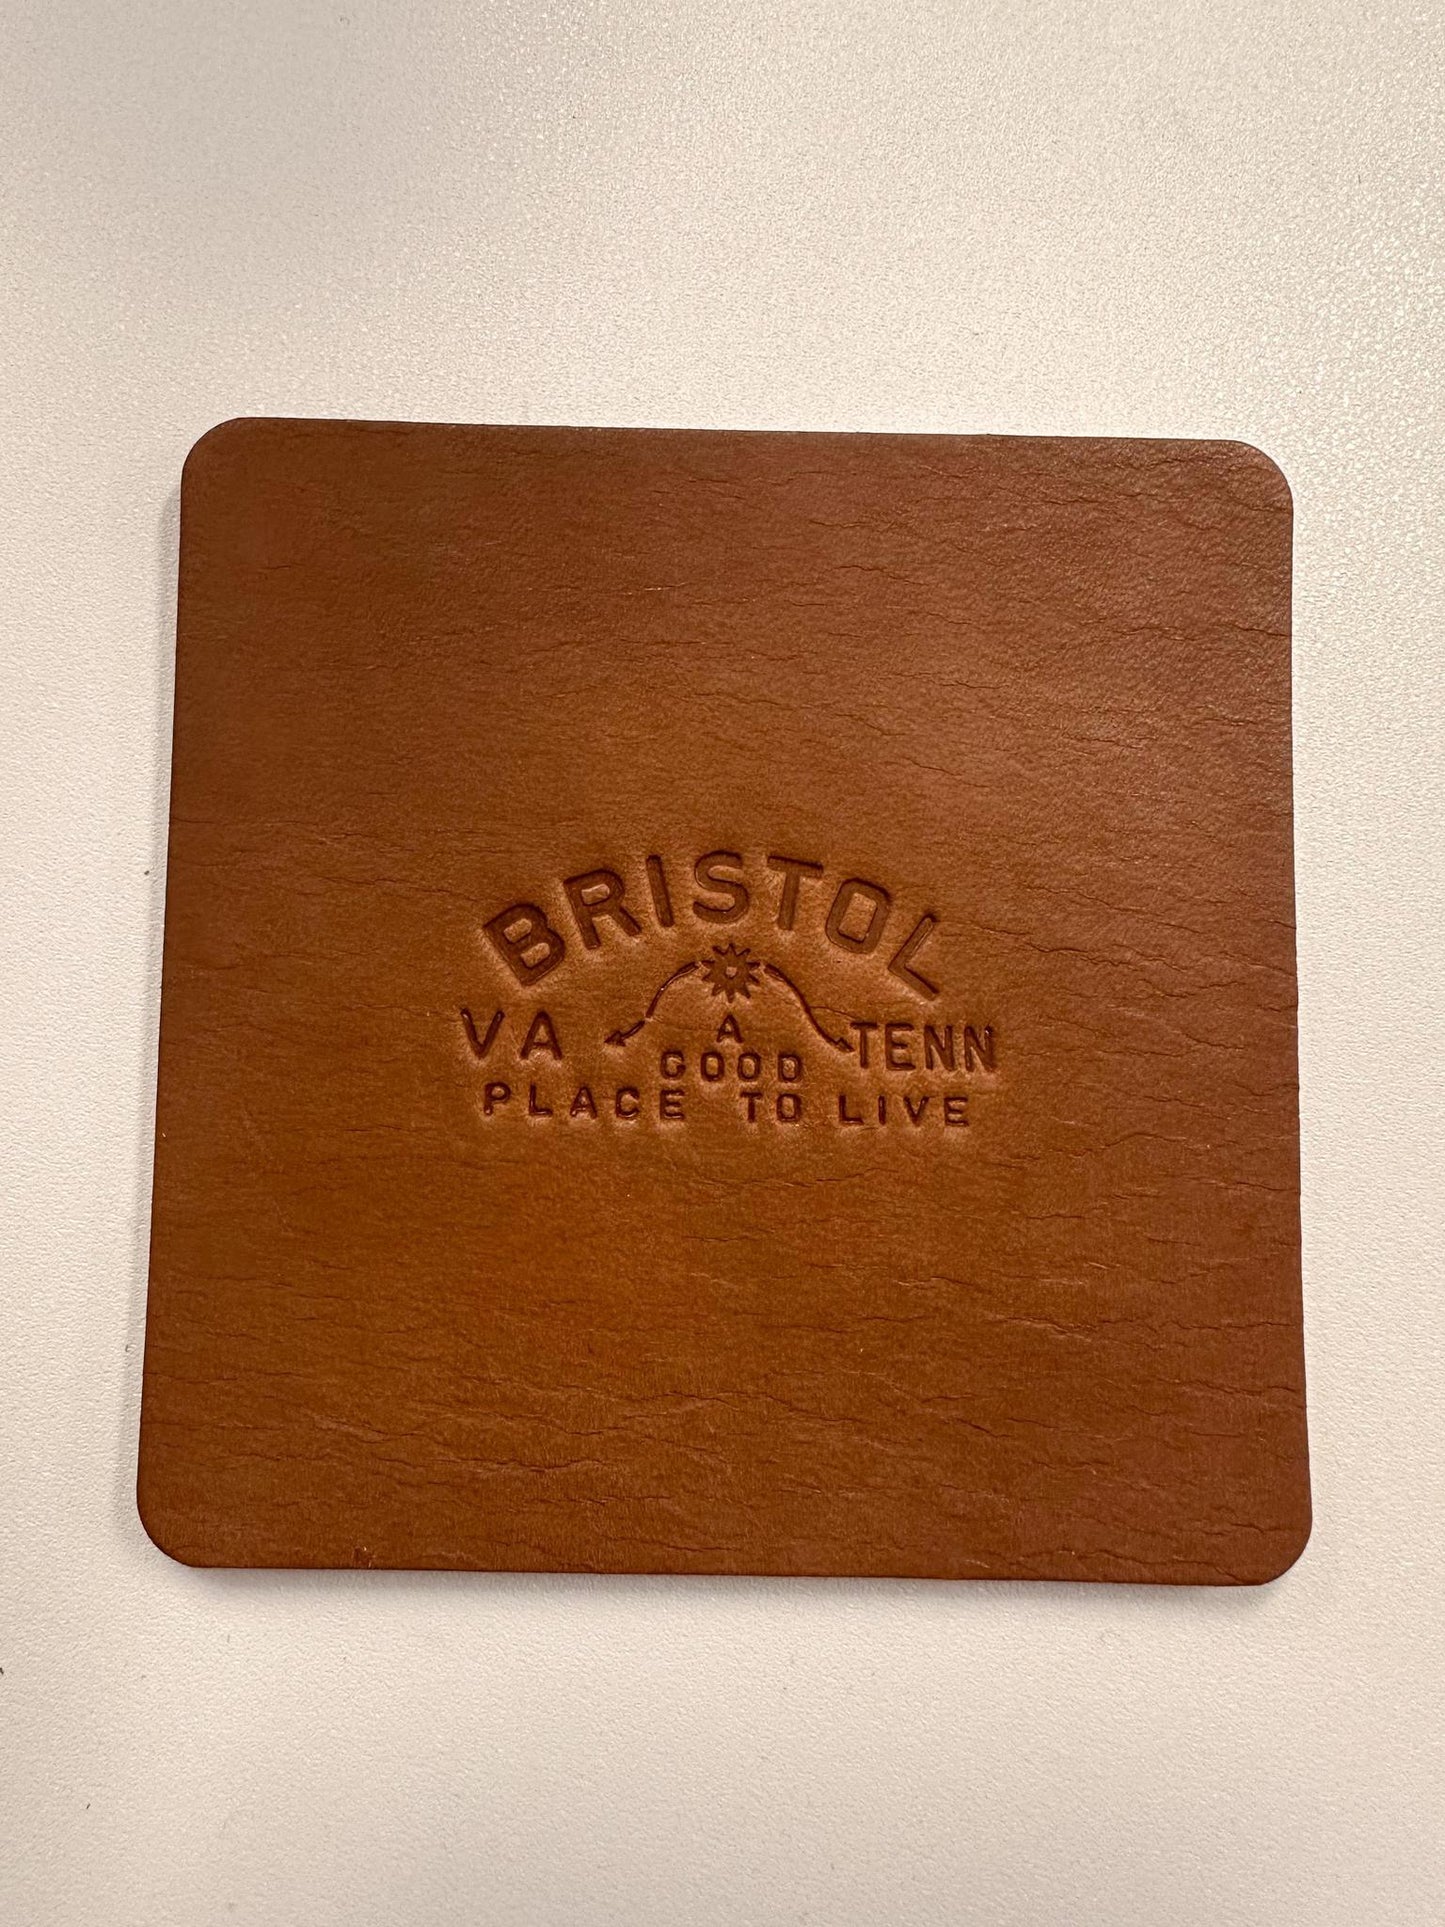 BRISTOL
VA TENN
A
GOOD
PLACE TO LIVE